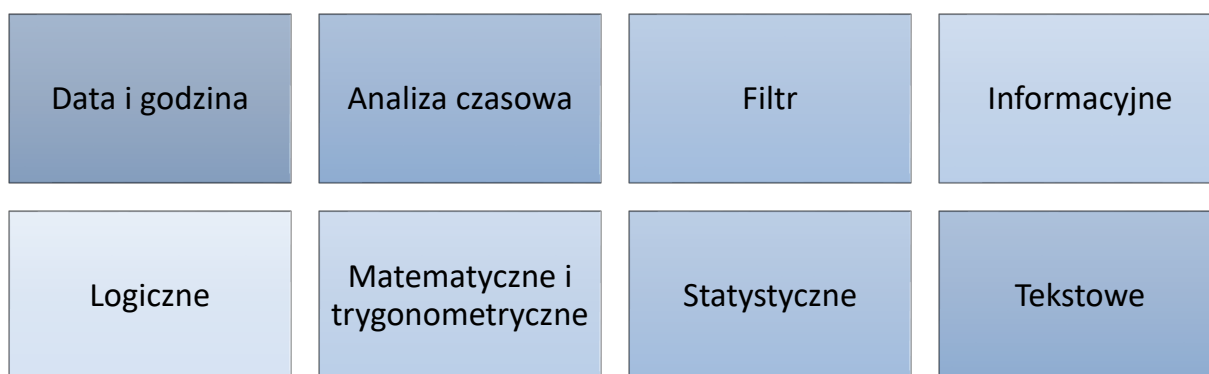 Data i godzina
Analiza czasowa
Filtr
Informacyjne
Logiczne
Matematyczne i
trygonometryczne
Statystyczne
Tekstowe